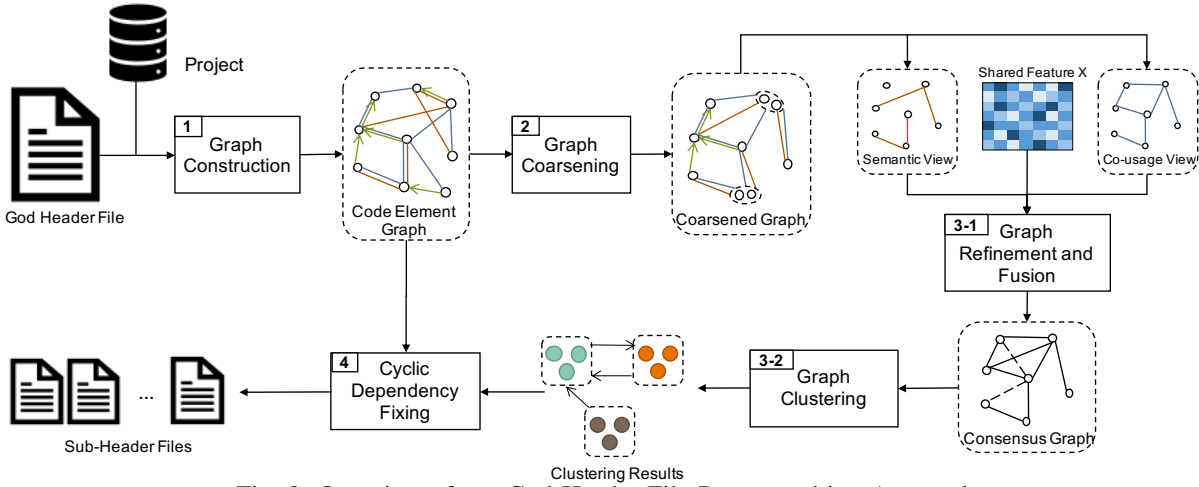 Project
God Header File
1
Graph
Construction
Code Element
Graph
2
Graph
Coarsening
Coarsened Graph
Semantic View
Shared Feature X
Co-usage View
3-1
Graph
Refinement and
Fusion
Consensus Graph
3-2
Graph
Clustering
Clustering Results
4
Cyclic
Dependency
Fixing
...
Sub-Header Files